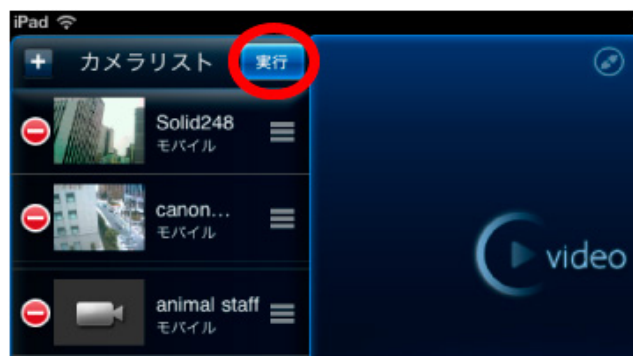 iPad
カメラリスト 実行
Solid248
モバイル
canon...
モバイル
video
animal staff
モバイル